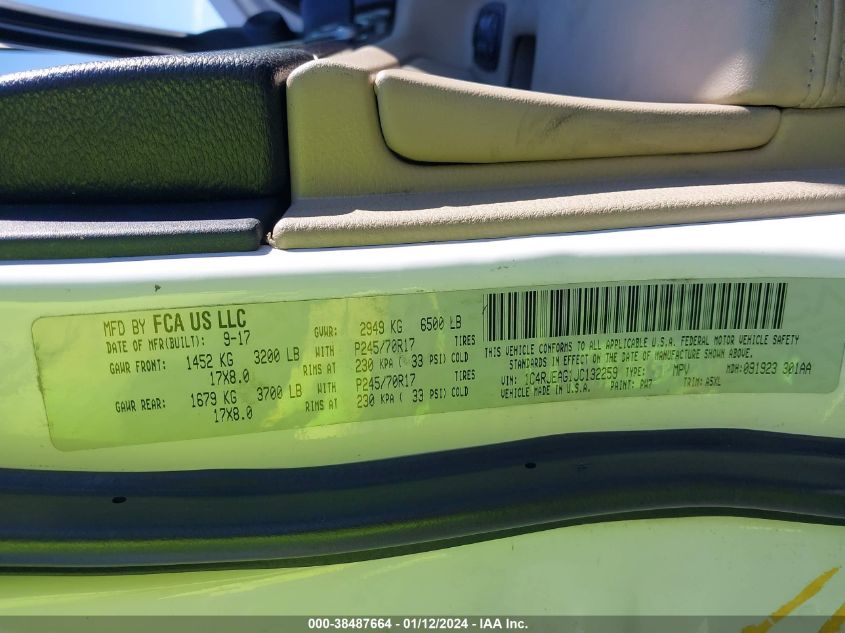 MFD BY FCA US LLC
DATE OF MFR(BUILT): 9-17 GVWR: 2949 KG 6500 LB
GAWR FRONT: 1452 KG 3200 LB WITH P245/70R17 TIRES
17X8.0 RIMS AT 230 KPA ( 33 PSI) COLD
GAWR REAR: 1679 KG 3700 LB WITH P245/70R17 TIRES
17X8.0 RIMS AT 230 KPA ( 33 PSI) COLD
THIS VEHICLE CONFORMS TO ALL APPLICABLE U.S.A. FEDERAL MOTOR VEHICLE SAFETY
STANDARDS IN EFFECT ON THE DATE OF MANUFACTURE SHOWN ABOVE.
VIN: 1C4RJEAG1JC132259 TYPE: MPV MDH:091923 301AA
MADE IN U.S.A. PAINT: PW7 TRIM: A5XL
000-38487664 - 01/12/2024 - IAA Inc.